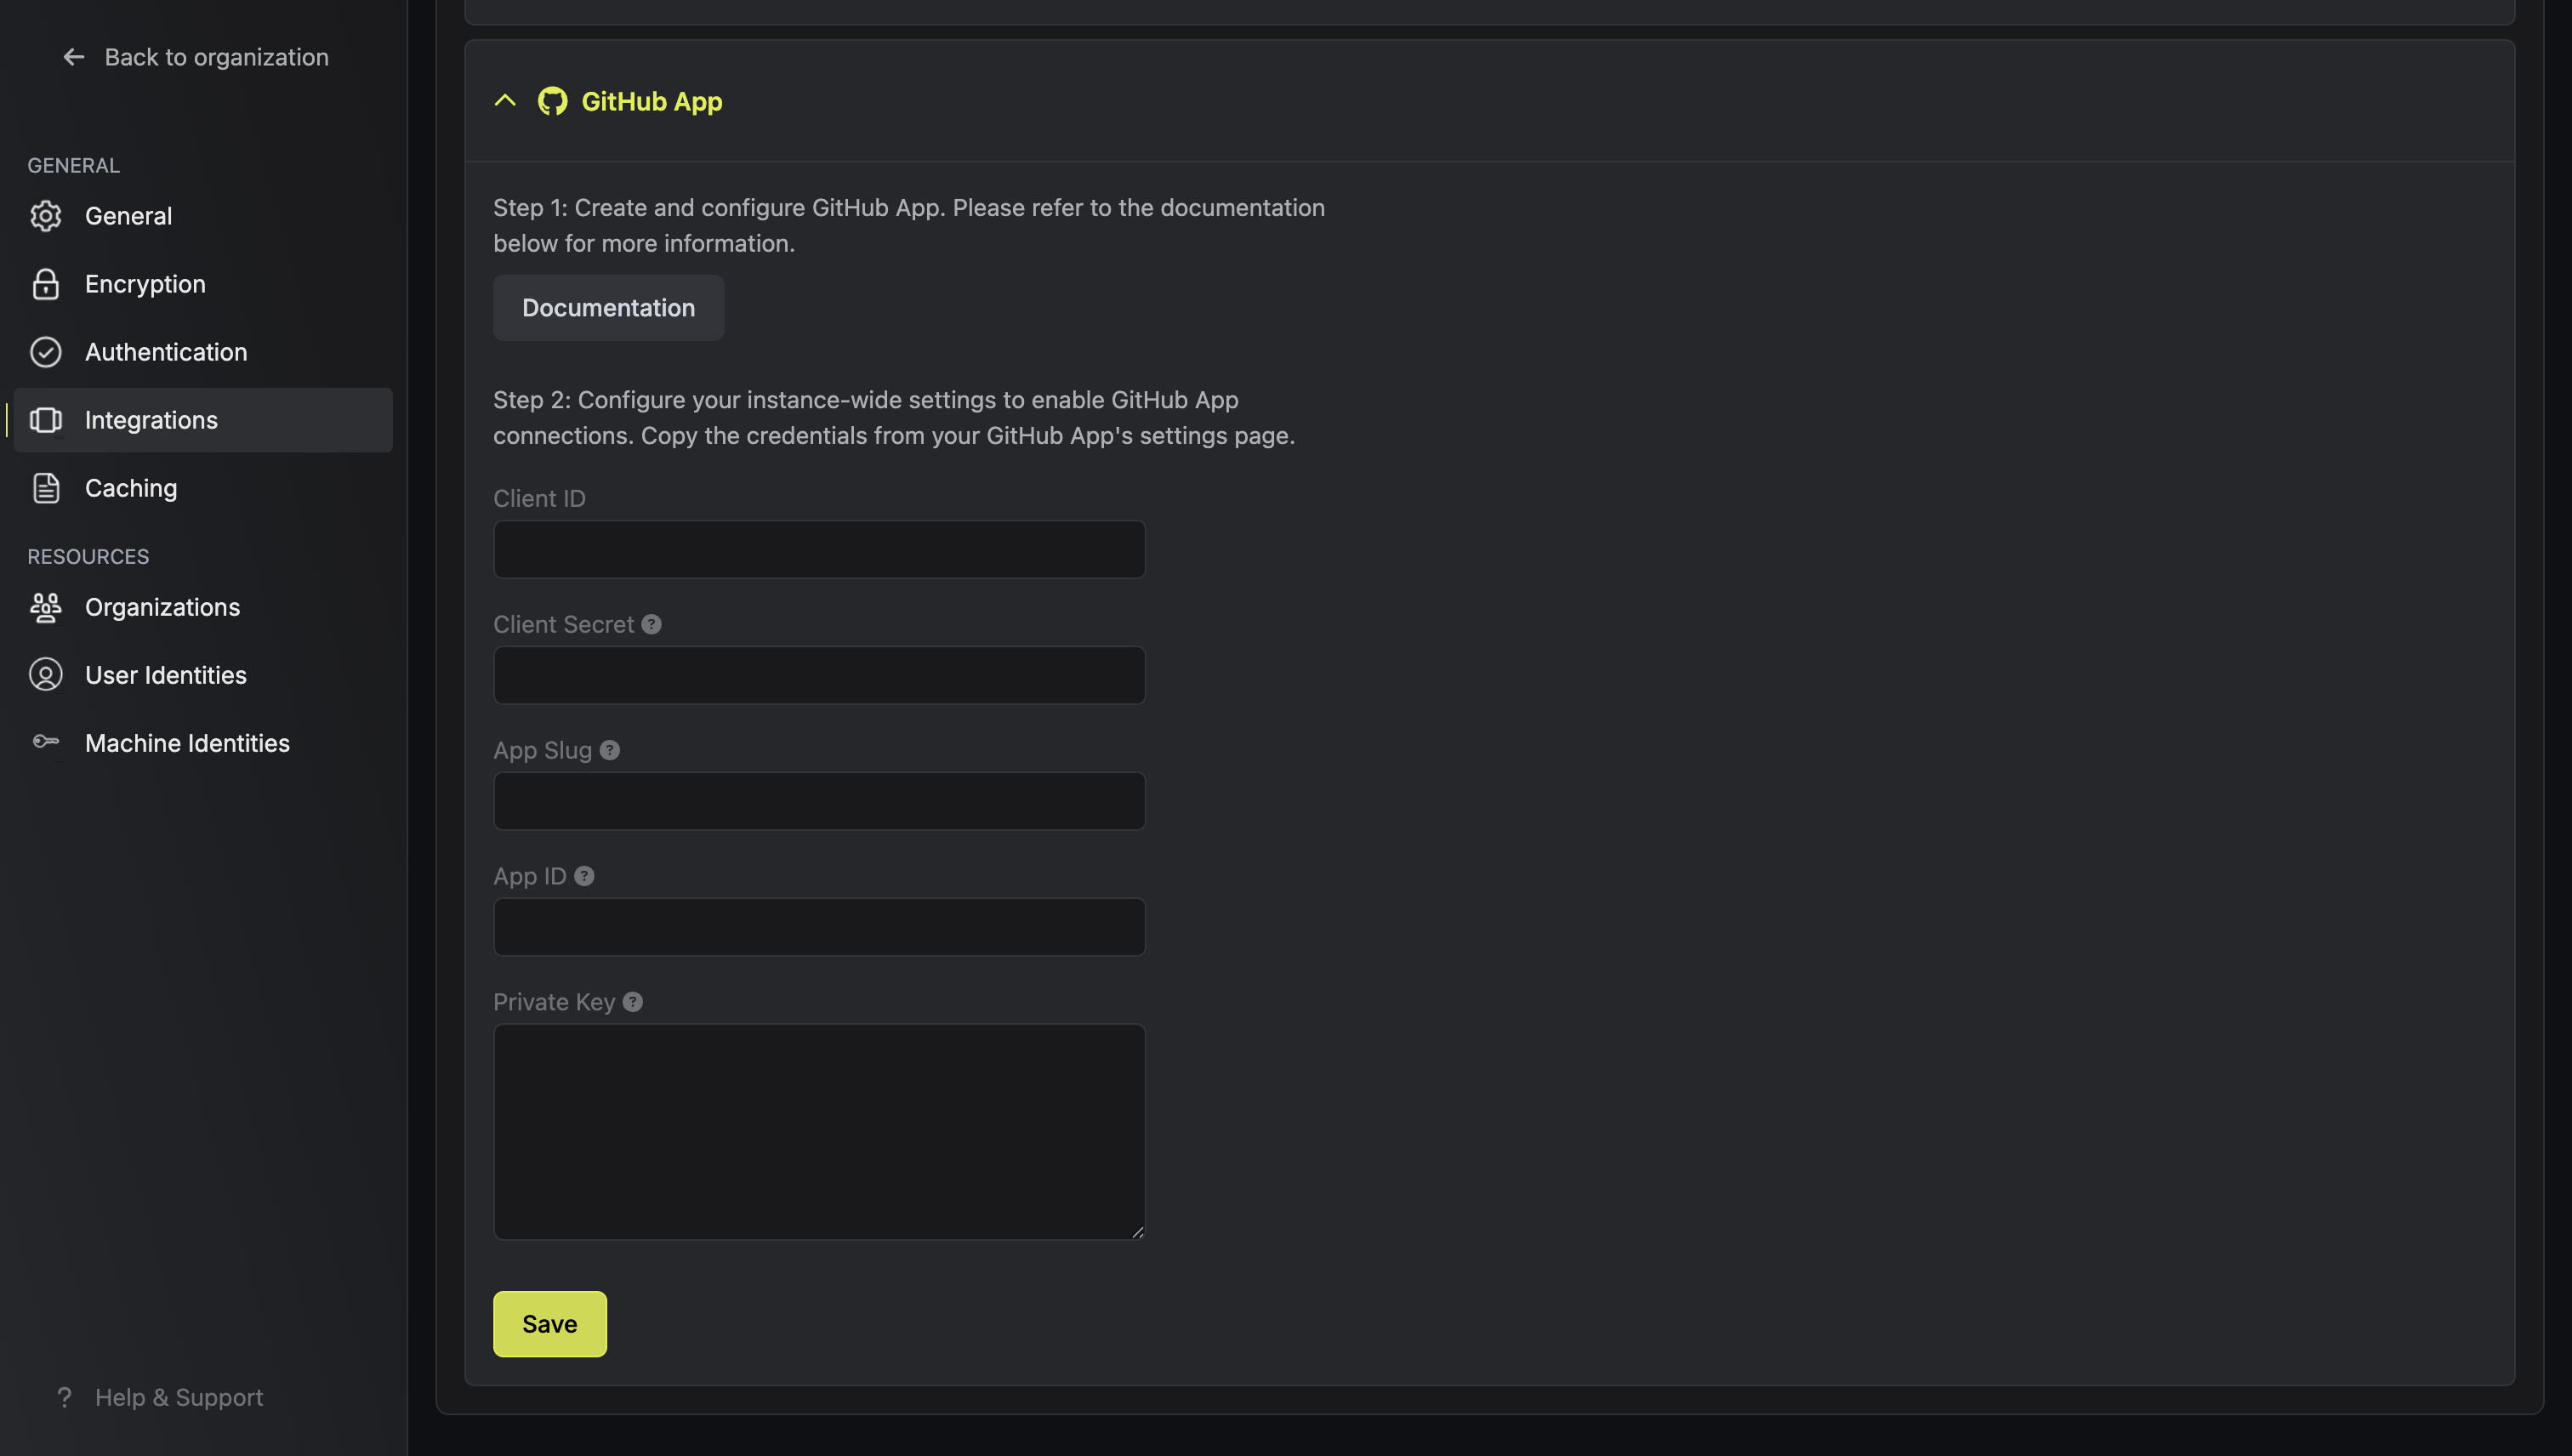 Back to organization
GENERAL
General
Encryption
Authentication
Integrations
Caching
RESOURCES
Organizations
User Identities
Machine Identities
? Help & Support
GitHub App
Step 1: Create and configure GitHub App. Please refer to the documentation
below for more information.
Documentation
Step 2: Configure your instance-wide settings to enable GitHub App
connections. Copy the credentials from your GitHub App's settings page.
Client ID
Client Secret ?
App Slug ?
App ID ?
Private Key ?
Save